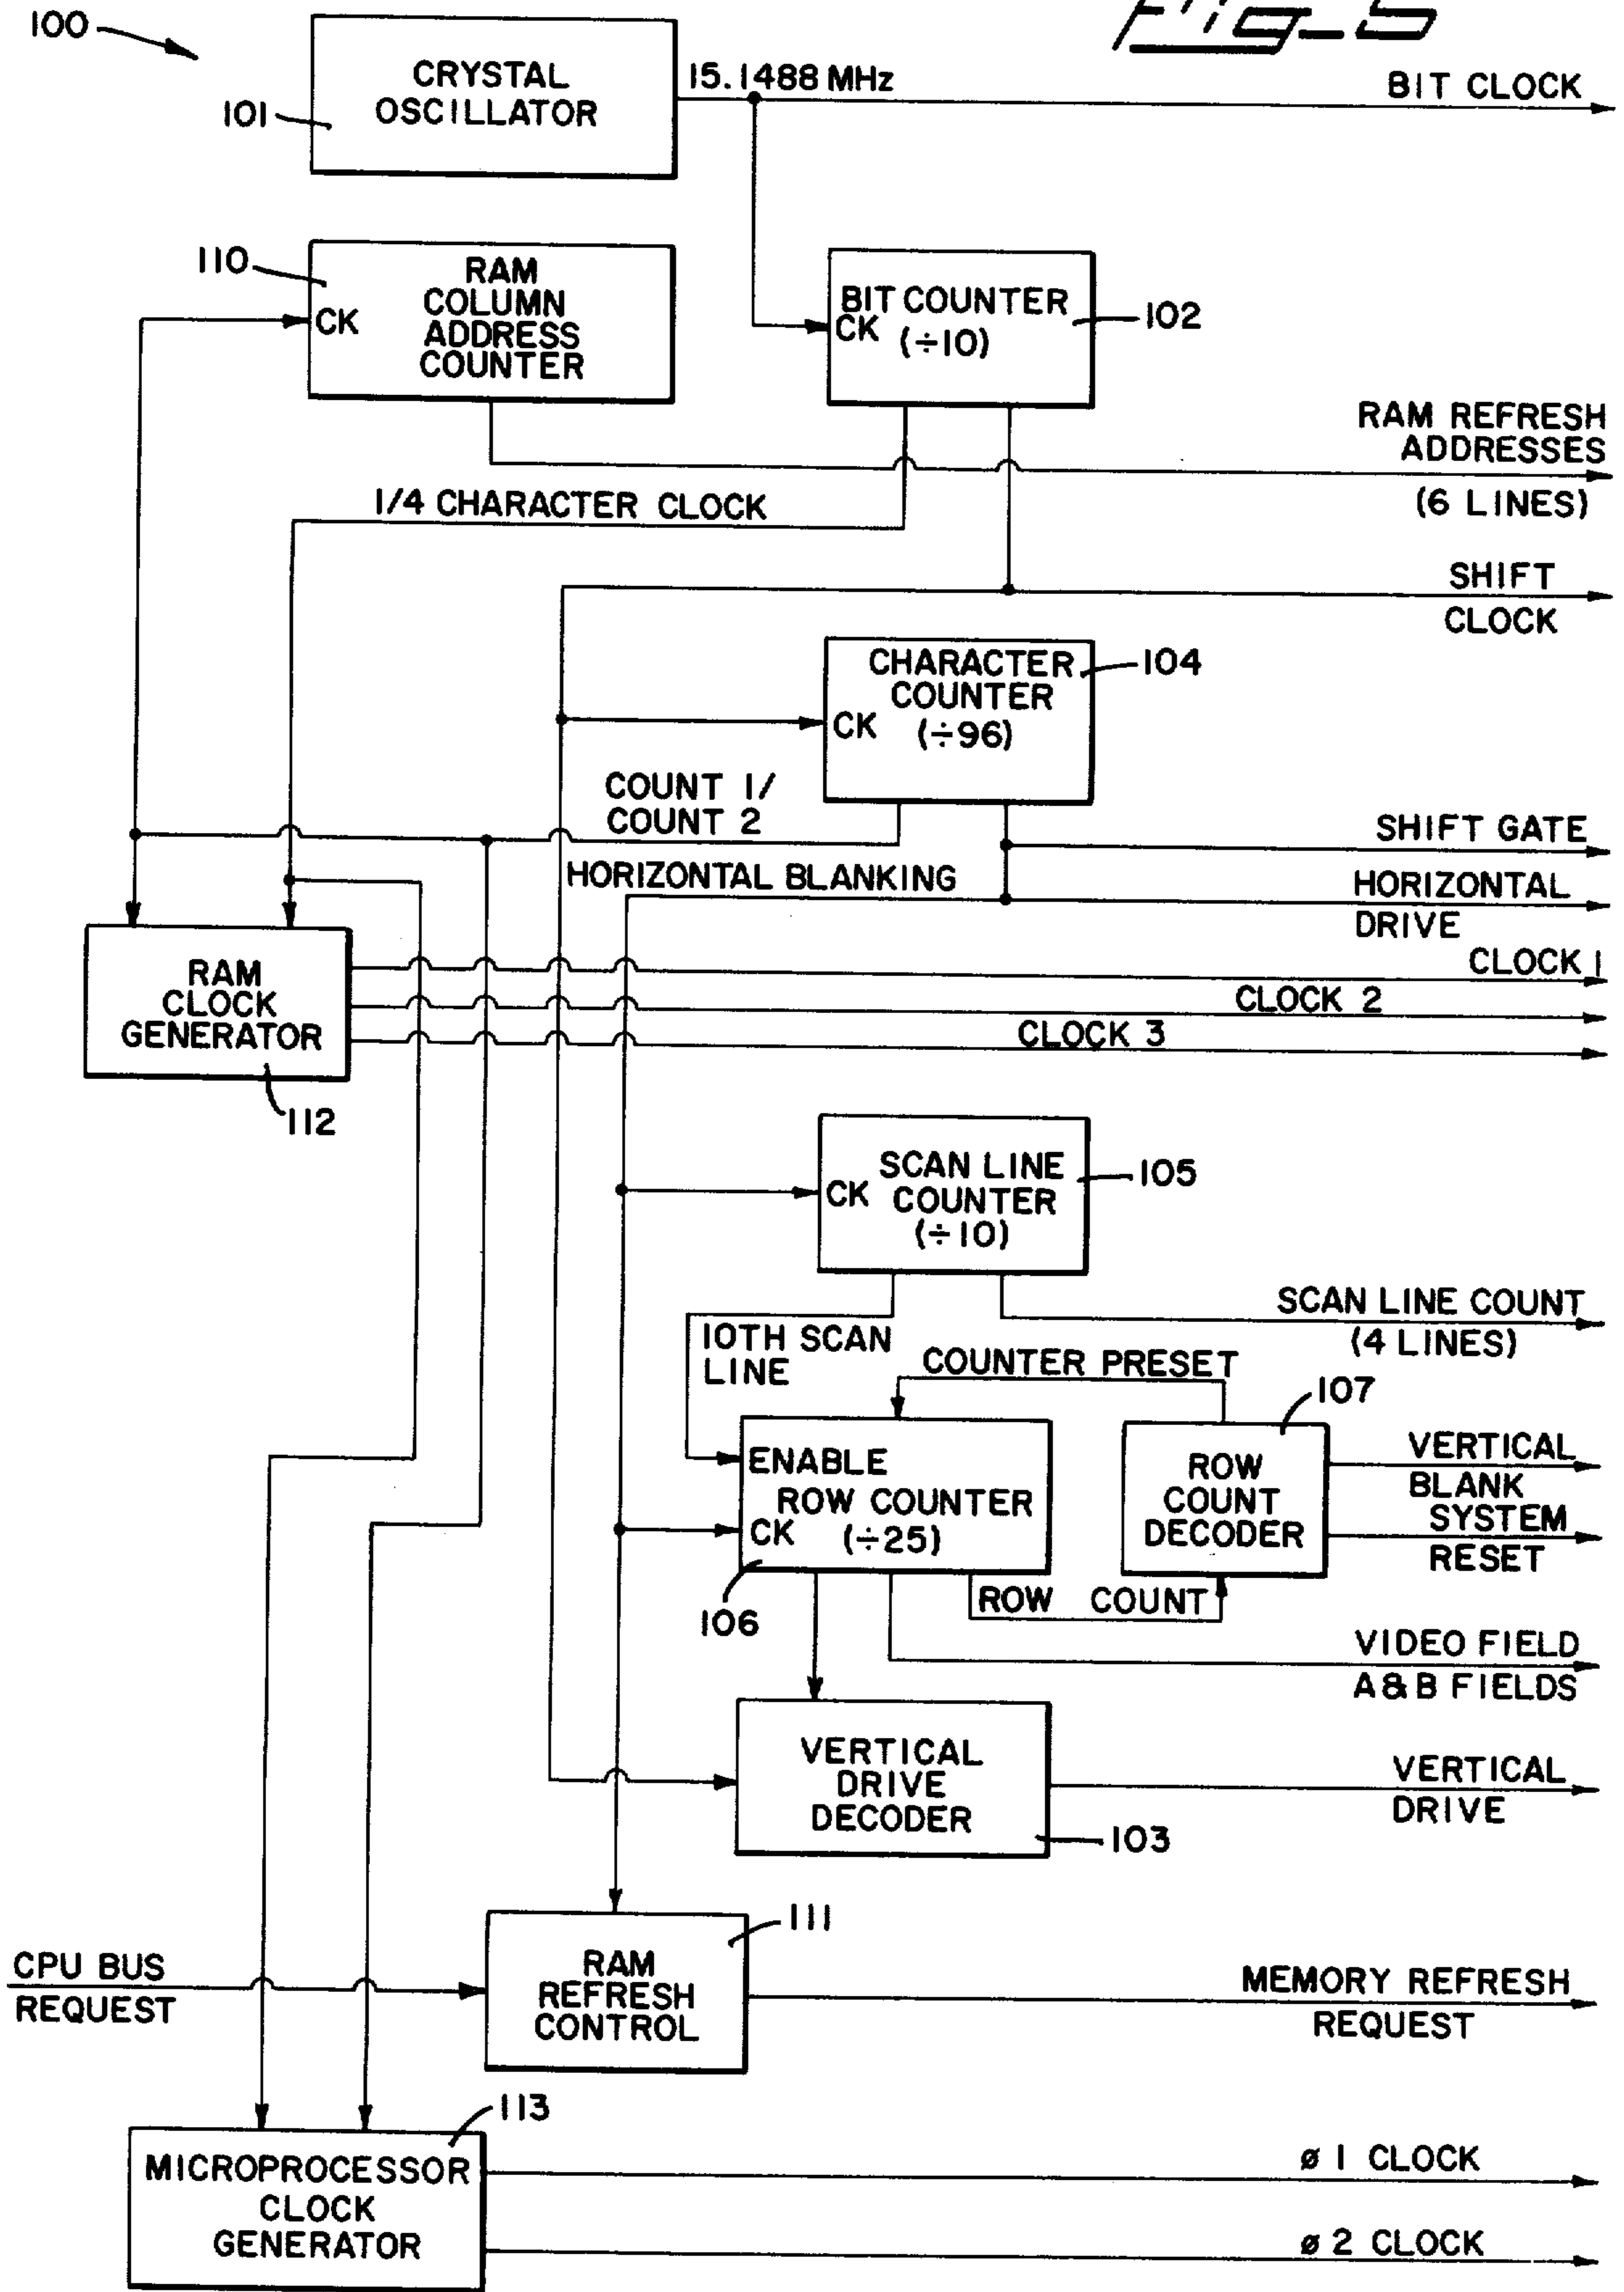 Fig_5
100
CRYSTAL
OSCILLATOR
101
15.1488 MHz
BIT CLOCK
110
RAM
COLUMN
ADDRESS
COUNTER
CK
BIT COUNTER
CK (÷10)
102
RAM REFRESH
ADDRESSES
(6 LINES)
1/4 CHARACTER CLOCK
SHIFT
CLOCK
CHARACTER
COUNTER
CK (÷96)
104
COUNT 1/
COUNT 2
SHIFT GATE
HORIZONTAL BLANKING
HORIZONTAL
DRIVE
RAM
CLOCK
GENERATOR
112
CLOCK 1
CLOCK 2
CLOCK 3
SCAN LINE
CK COUNTER
(÷10)
105
SCAN LINE COUNT
(4 LINES)
10TH SCAN
LINE
COUNTER PRESET
107
ENABLE
ROW COUNTER
CK (÷25)
106
ROW
COUNT
DECODER
VERTICAL
BLANK
SYSTEM
RESET
ROW COUNT
VIDEO FIELD
A&B FIELDS
VERTICAL
DRIVE
DECODER
103
VERTICAL
DRIVE
CPU BUS
REQUEST
111
RAM
REFRESH
CONTROL
MEMORY REFRESH
REQUEST
113
MICROPROCESSOR
CLOCK
GENERATOR
ø 1 CLOCK
ø 2 CLOCK